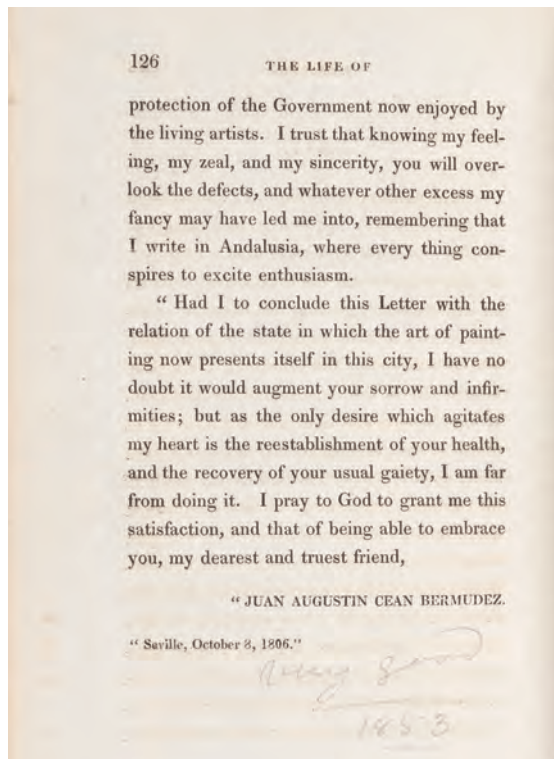 126
THE LIFE OF
protection of the Government now enjoyed by
the living artists. I trust that knowing my feel-
ing, my zeal, and my sincerity, you will over-
look the defects, and whatever other excess my
fancy may have led me into, remembering that
I write in Andalusia, where every thing con-
spires to excite enthusiasm.
“ Had I to conclude this Letter with the
relation of the state in which the art of paint-
ing now presents itself in this city, I have no
doubt it would augment your sorrow and infir-
mities; but as the only desire which agitates
my heart is the reestablishment of your health,
and the recovery of your usual gaiety, I am far
from doing it. I pray to God to grant me this
satisfaction, and that of being able to embrace
you, my dearest and truest friend,
“ JUAN AUGUSTIN CEAN BERMUDEZ.
“ Seville, October 8, 1806.”
Very good
1853